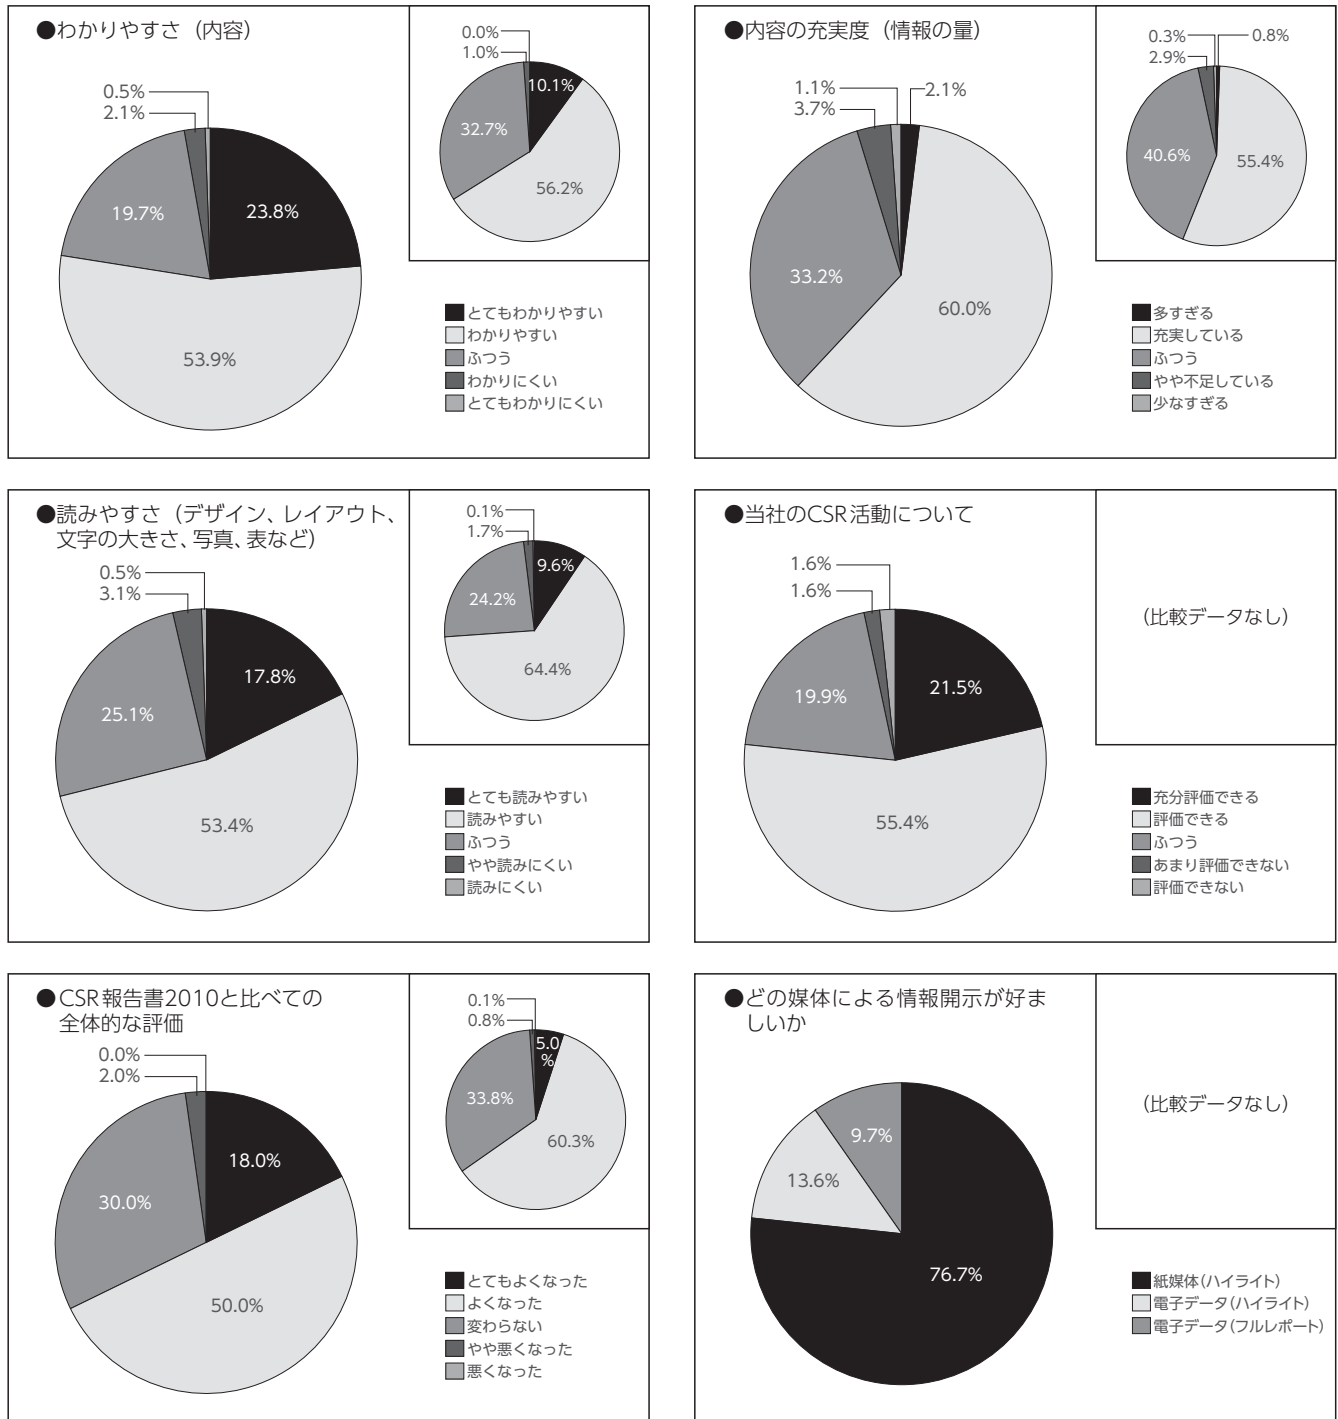 ●わかりやすさ（内容）
0.5%
2.1%
19.7%
23.8%
53.9%
0.0%
1.0%
10.1%
32.7%
56.2%
とてもわかりやすい
わかりやすい
ふつう
わかりにくい
とてもわかりにくい
●内容の充実度（情報の量）
1.1%
2.1%
3.7%
33.2%
60.0%
0.3%
0.8%
2.9%
40.6%
55.4%
多すぎる
充実している
ふつう
やや不足している
少なすぎる
●読みやすさ（デザイン、レイアウト、
文字の大きさ、写真、表など）
0.5%
3.1%
17.8%
25.1%
53.4%
0.1%
1.7%
9.6%
24.2%
64.4%
とても読みやすい
読みやすい
ふつう
やや読みにくい
読みにくい
●当社のCSR活動について
1.6%
1.6%
19.9%
21.5%
55.4%
（比較データなし）
充分評価できる
評価できる
ふつう
あまり評価できない
評価できない
●CSR報告書2010と比べての
全体的な評価
0.0%
2.0%
18.0%
30.0%
50.0%
0.1%
0.8%
5.0
%
33.8%
60.3%
とてもよくなった
よくなった
変わらない
やや悪くなった
悪くなった
●どの媒体による情報開示が好ま
しいか
9.7%
13.6%
76.7%
（比較データなし）
紙媒体（ハイライト）
電子データ（ハイライト）
電子データ（フルレポート）